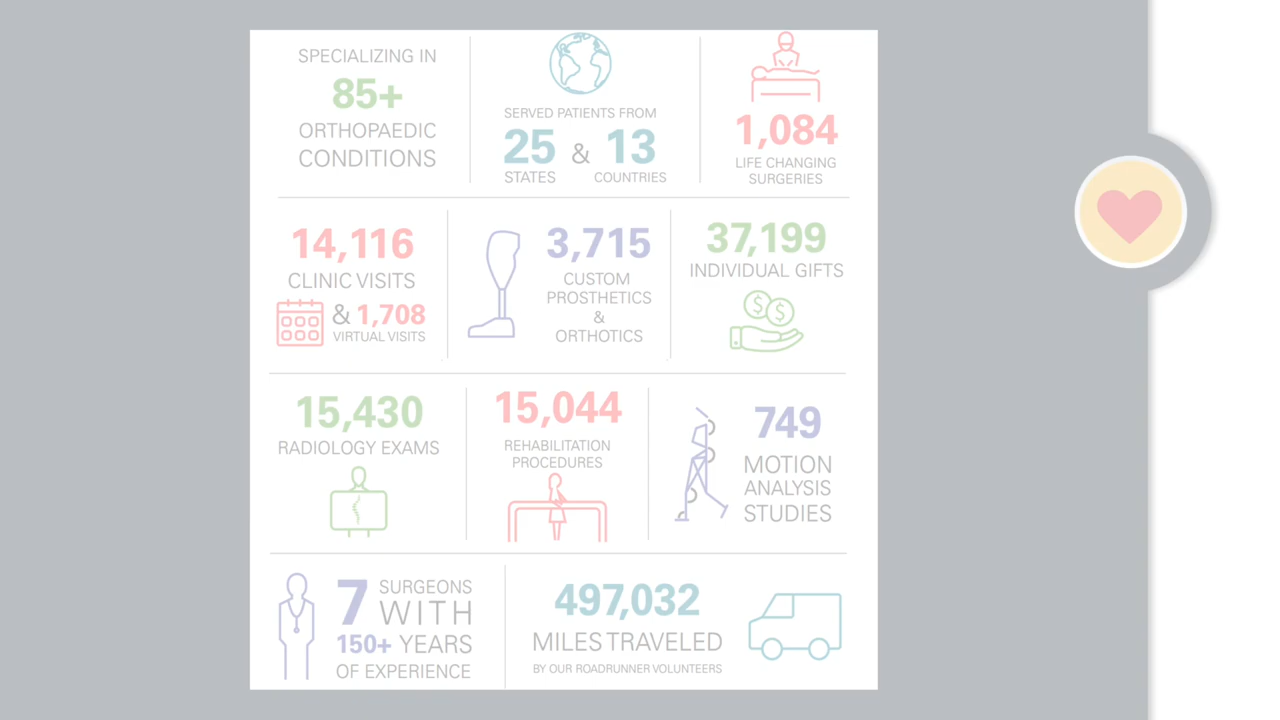 SPECIALIZING IN
85+
ORTHOPAEDIC
CONDITIONS
SERVED PATIENTS FROM
25 & 13
STATES COUNTRIES
1,084
LIFE CHANGING
SURGERIES
14,116
CLINIC VISITS
& 1,708
VIRTUAL VISITS
3,715
CUSTOM
PROSTHETICS
&
ORTHOTICS
37,199
INDIVIDUAL GIFTS
$ $
15,430
RADIOLOGY EXAMS
15,044
REHABILITATION
PROCEDURES
749
MOTION
ANALYSIS
STUDIES
7 SURGEONS
WITH
150+ YEARS
OF EXPERIENCE
497,032
MILES TRAVELED
BY OUR ROADRUNNER VOLUNTEERS